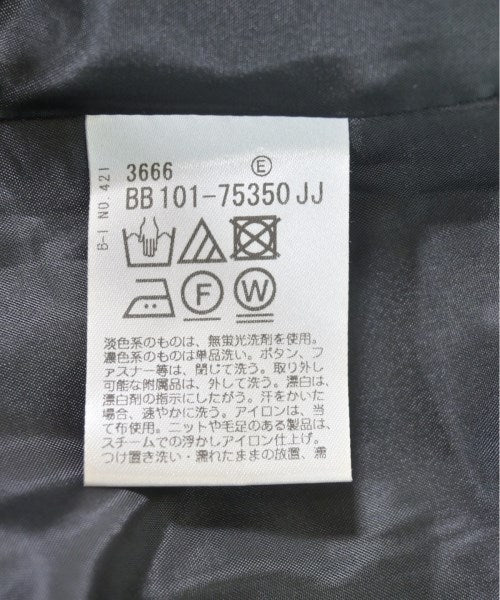 B-I NO. 421
3666 E
BB 101-75350 JJ
F W
淡色系のものは、無蛍光洗剤を使用。
濃色系のものは単品洗い。ボタン、フ
ァスナー等は、閉じて洗う。取り外し
可能な附属品は、外して洗う。漂白は、
漂白剤の指示にしたがう。汗をかいた
場合、速やかに洗う。アイロンは、当
て布使用。ニットや毛足のある製品は、
スチームでの浮かしアイロン仕上げ。
つけ置き洗い・濡れたままの放置、濡